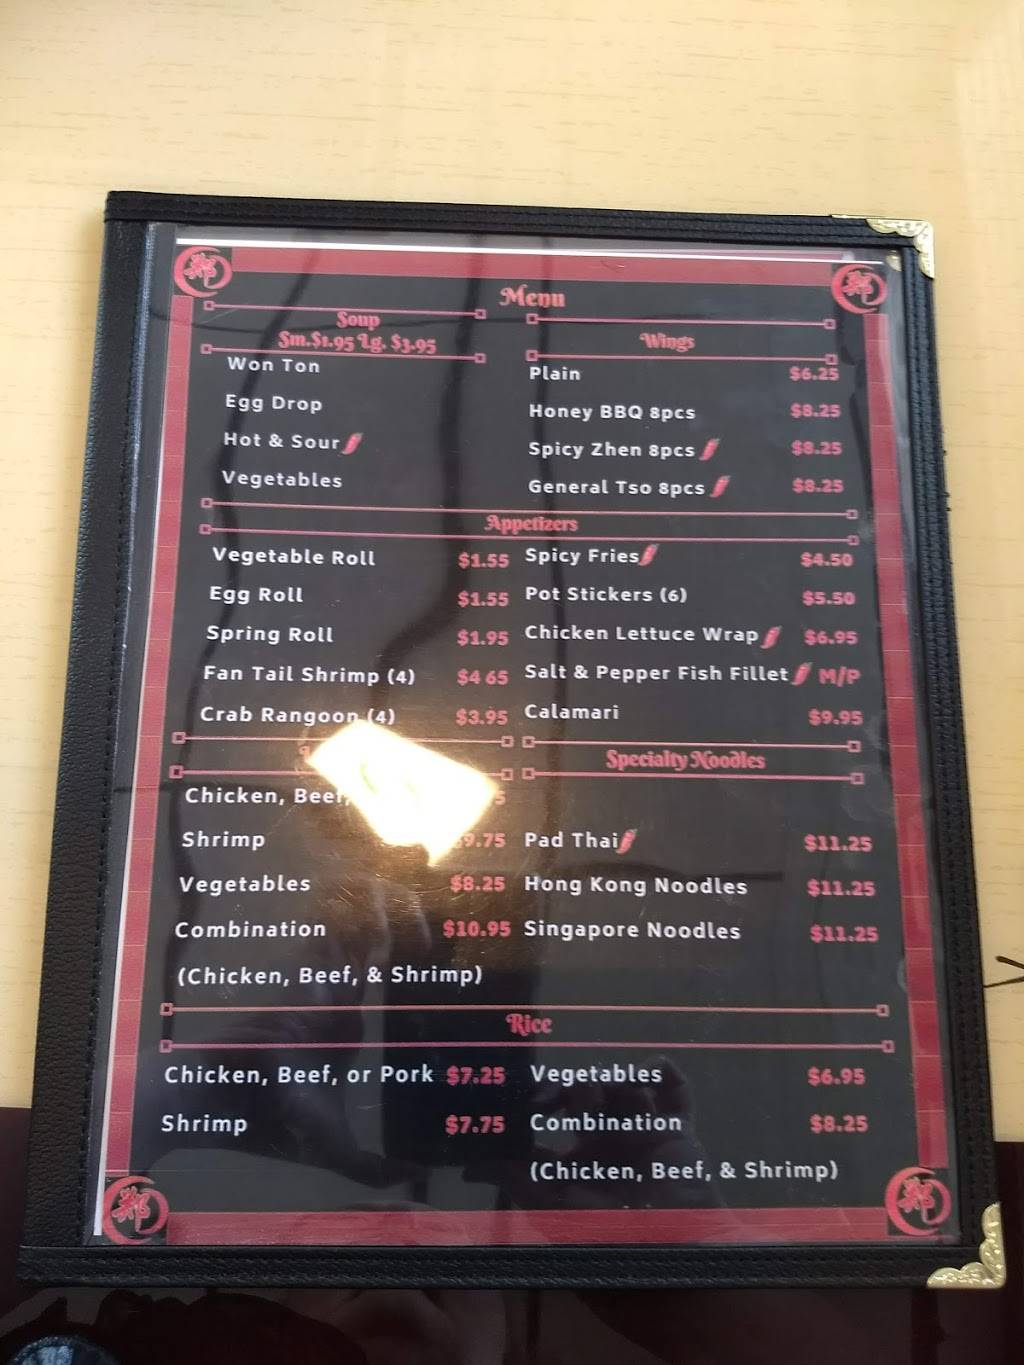 Menu
Soup
Sm.$1.95 Lg. $3.95
Won Ton
Egg Drop
Hot & Sour
Vegetables
Wings
Plain $6.25
Honey BBQ 8pcs $8.25
Spicy Zhen 8pcs $8.25
General Tso 8pcs $8.25
Appetizers
Vegetable Roll $1.55
Egg Roll $1.55
Spring Roll $1.95
Fan Tail Shrimp (4) $4 65
Crab Rangoon (4) $3.95
Spicy Fries $4.50
Pot Stickers (6) $5.50
Chicken Lettuce Wrap $6.95
Salt & Pepper Fish Fillet M/P
Calamari $9.95
Chicken, Beef,
Shrimp $9.75
Vegetables $8.25
Combination $10.95
(Chicken, Beef, & Shrimp)
Specialty Noodles
Pad Thai $11.25
Hong Kong Noodles $11.25
Singapore Noodles $11.25
Rice
Chicken, Beef, or Pork $7.25
Shrimp $7.75
Vegetables $6.95
Combination $8.25
(Chicken, Beef, & Shrimp)